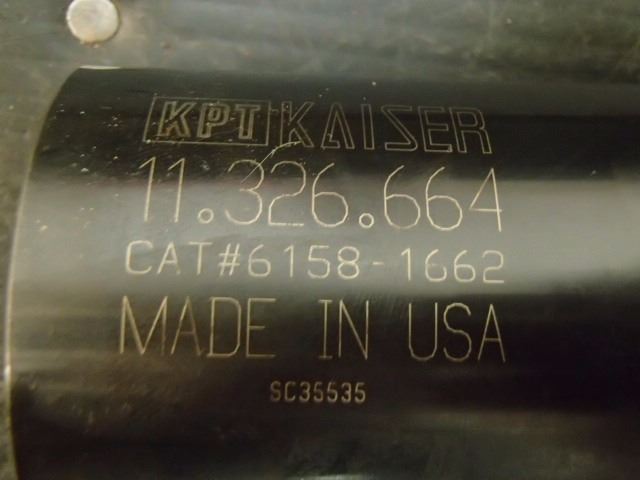 KPT KAISER
11.326.664
CAT#6158-1662
MADE IN USA
SC35535